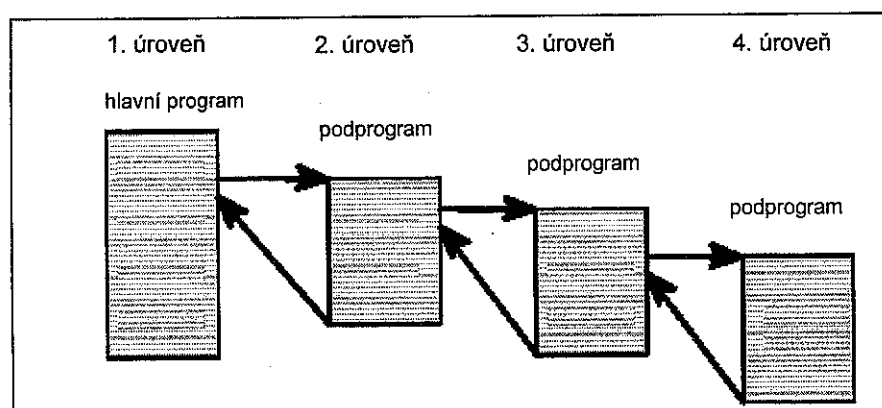 1. úroveň 2. úroveň 3. úroveň 4. úroveň
hlavní program
podprogram
podprogram
podprogram